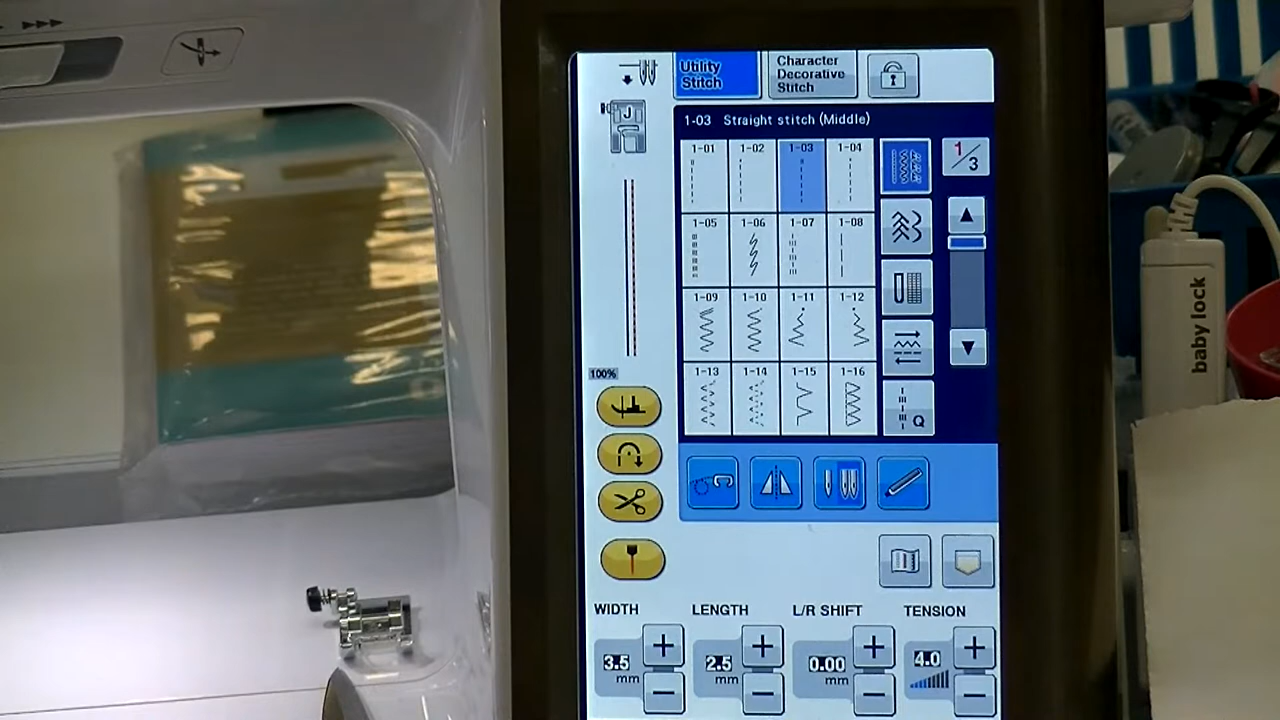 Utility
Stitch
Character
Decorative
Stitch
J
1-03 Straight stitch (Middle)
1-01 1-02 1-03 1-04
1/3
1-05 1-06 1-07 1-08
1-09 1-10 1-11 1-12
1-13 1-14 1-15 1-16
100%
Q
WIDTH LENGTH L/R SHIFT TENSION
3.5 mm + − 2.5 mm + − 0.00 mm + − 4.0 + −
baby lock